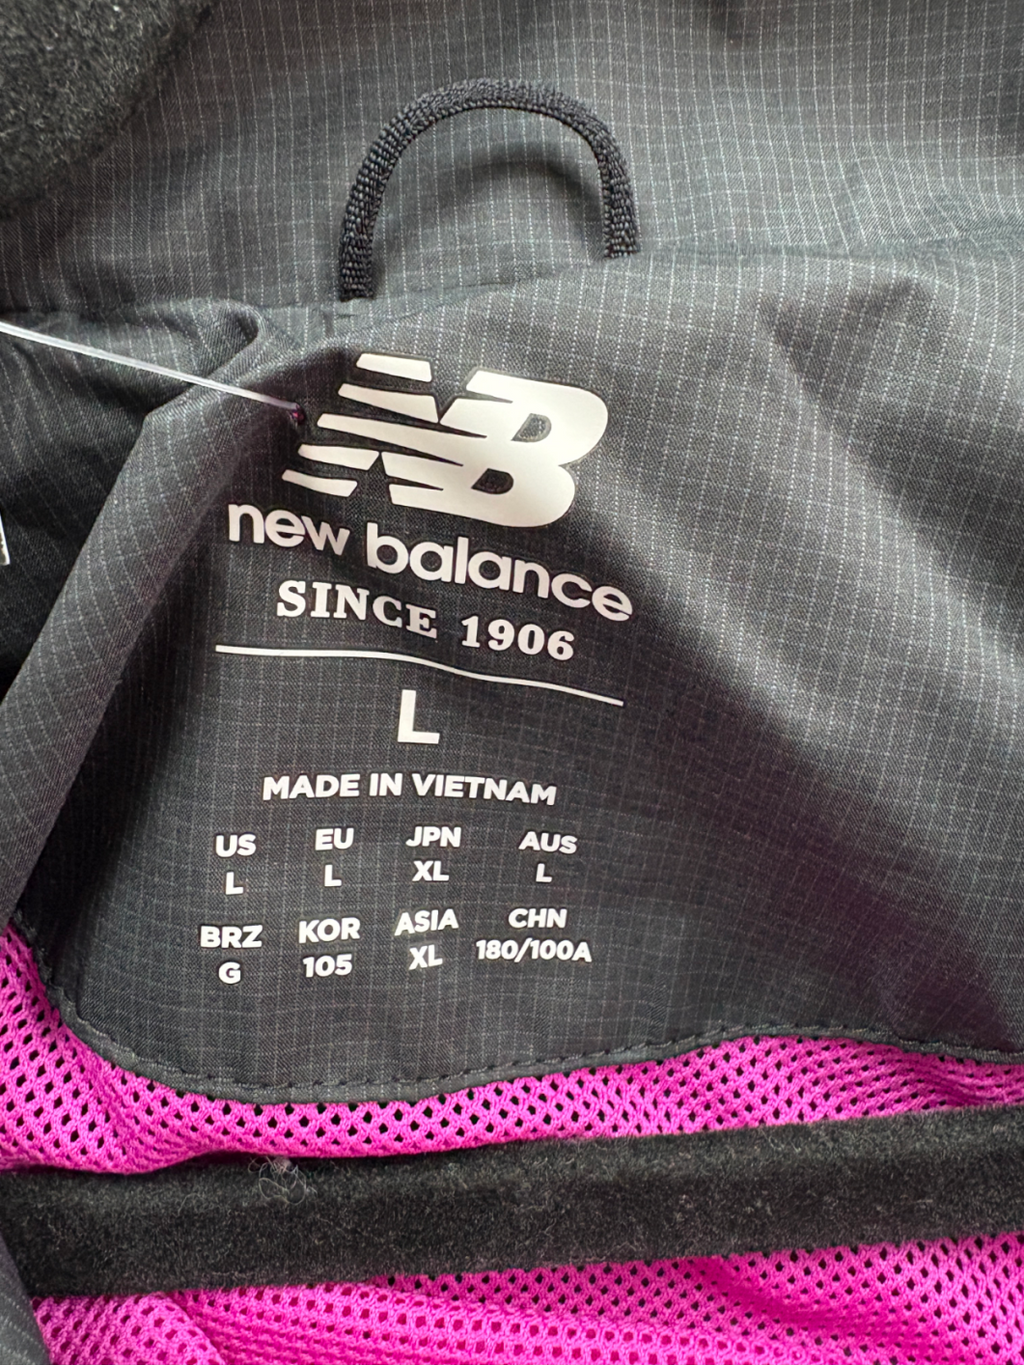 NB
new balance
SINCE 1906
L
MADE IN VIETNAM
US EU JPN AUS
L L XL L
BRZ KOR ASIA CHN
G 105 XL 180/100A